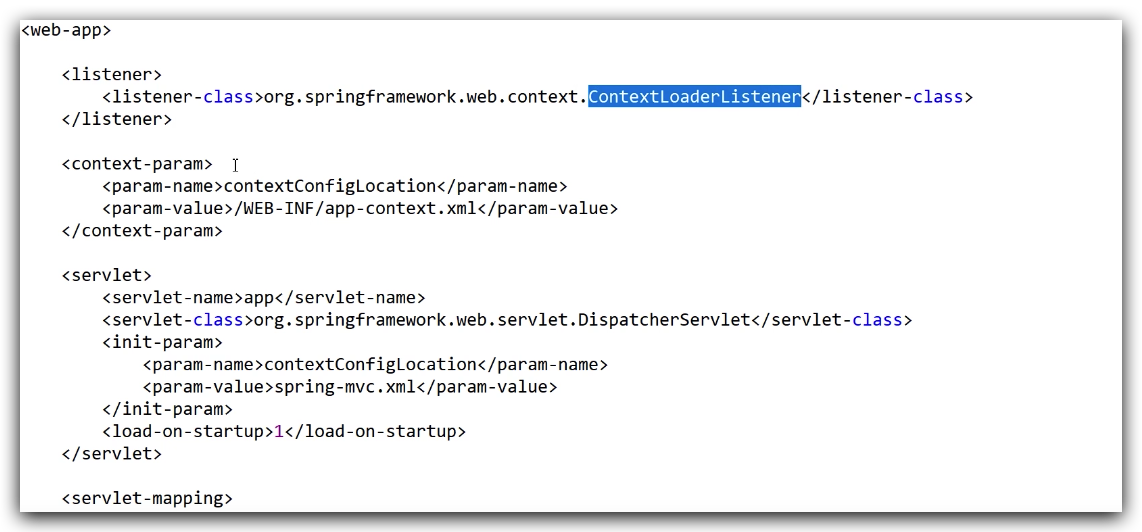 <web-app>
<listener>
<listener-class>org.springframework.web.context.ContextLoaderListener</listener-class>
</listener>
<context-param>
<param-name>contextConfigLocation</param-name>
<param-value>/WEB-INF/app-context.xml</param-value>
</context-param>
<servlet>
<servlet-name>app</servlet-name>
<servlet-class>org.springframework.web.servlet.DispatcherServlet</servlet-class>
<init-param>
<param-name>contextConfigLocation</param-name>
<param-value>spring-mvc.xml</param-value>
</init-param>
<load-on-startup>1</load-on-startup>
</servlet>
<servlet-mapping>